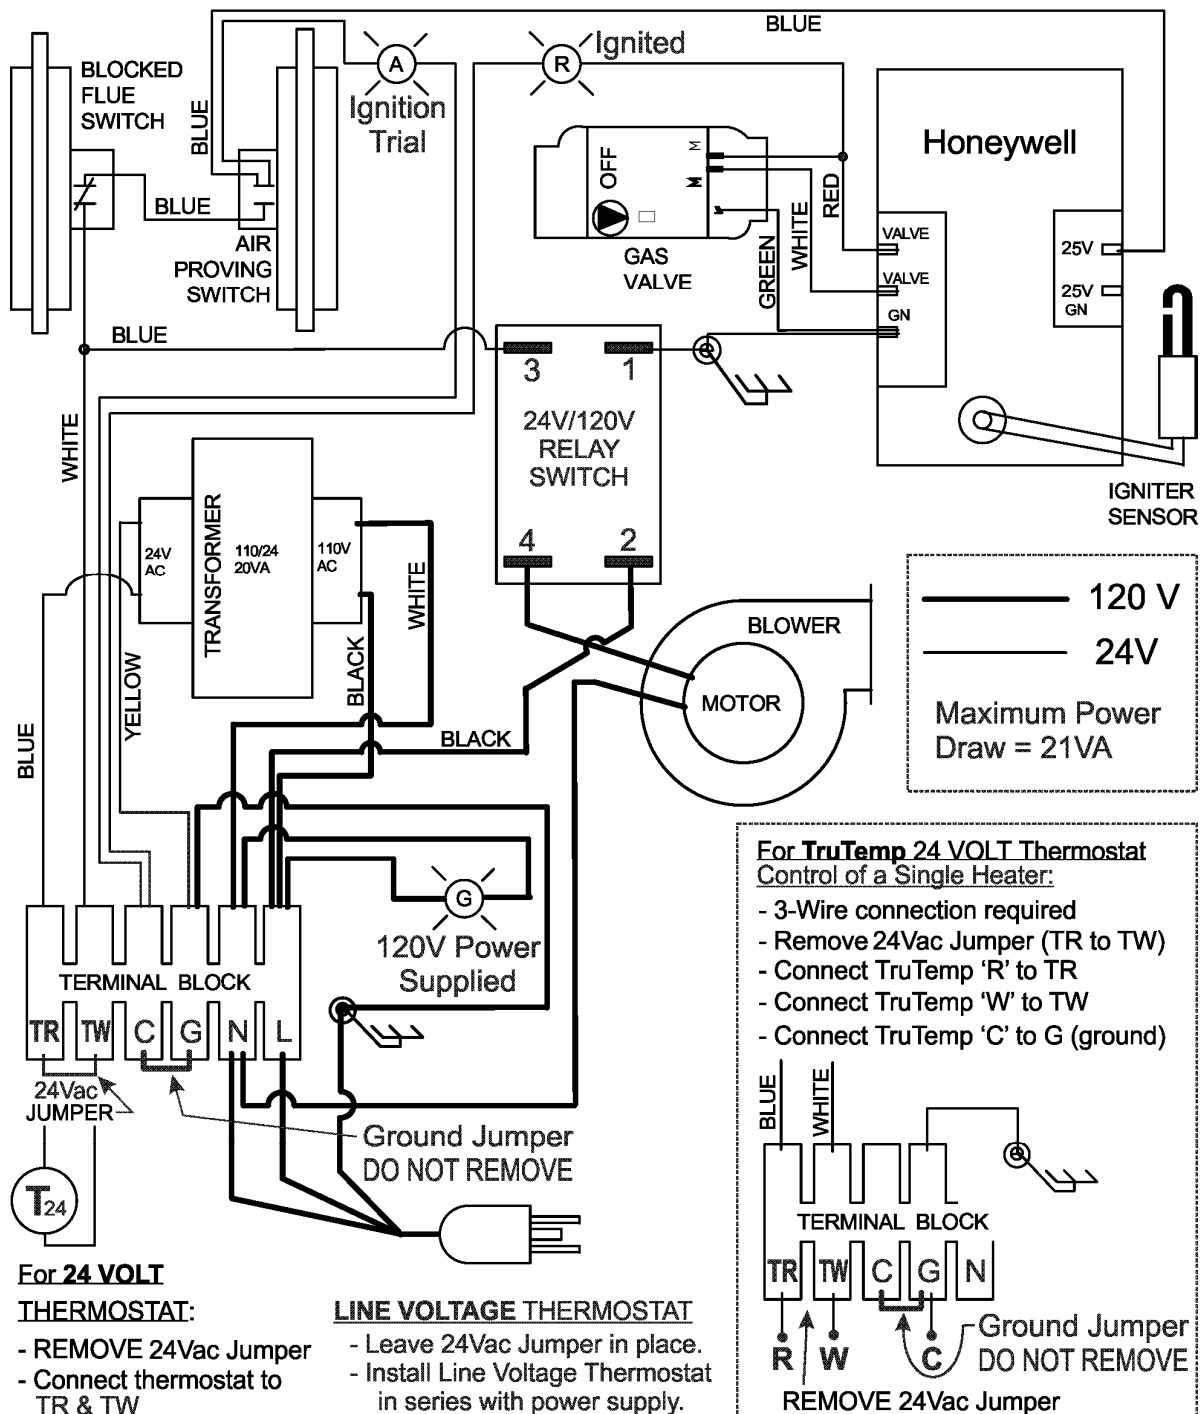 BLUE
Ignited
A
R
BLOCKED
FLUE
SWITCH
BLUE
Ignition
Trial
Honeywell
OFF
M
M
RED
BLUE
AIR
PROVING
SWITCH
GAS
VALVE
GREEN
WHITE
VALVE
VALVE
GN
25V
25V
GN
BLUE
3
1
24V/120V
RELAY
SWITCH
4
2
WHITE
IGNITER
SENSOR
24V
AC
TRANSFORMER
110/24
20VA
110V
AC
WHITE
BLACK
YELLOW
BLUE
BLACK
BLOWER
MOTOR
120 V
24V
Maximum Power
Draw = 21VA
G
120V Power
Supplied
TERMINAL BLOCK
TR TW C G N L
24Vac
JUMPER
Ground Jumper
DO NOT REMOVE
T24
For 24 VOLT
THERMOSTAT:
- REMOVE 24Vac Jumper
- Connect thermostat to
TR & TW
LINE VOLTAGE THERMOSTAT
- Leave 24Vac Jumper in place.
- Install Line Voltage Thermostat
in series with power supply.
For TruTemp 24 VOLT Thermostat
Control of a Single Heater:
- 3-Wire connection required
- Remove 24Vac Jumper (TR to TW)
- Connect TruTemp ‘R’ to TR
- Connect TruTemp ‘W’ to TW
- Connect TruTemp ‘C’ to G (ground)
BLUE
WHITE
TERMINAL BLOCK
TR TW C G N
R W C
Ground Jumper
DO NOT REMOVE
REMOVE 24Vac Jumper